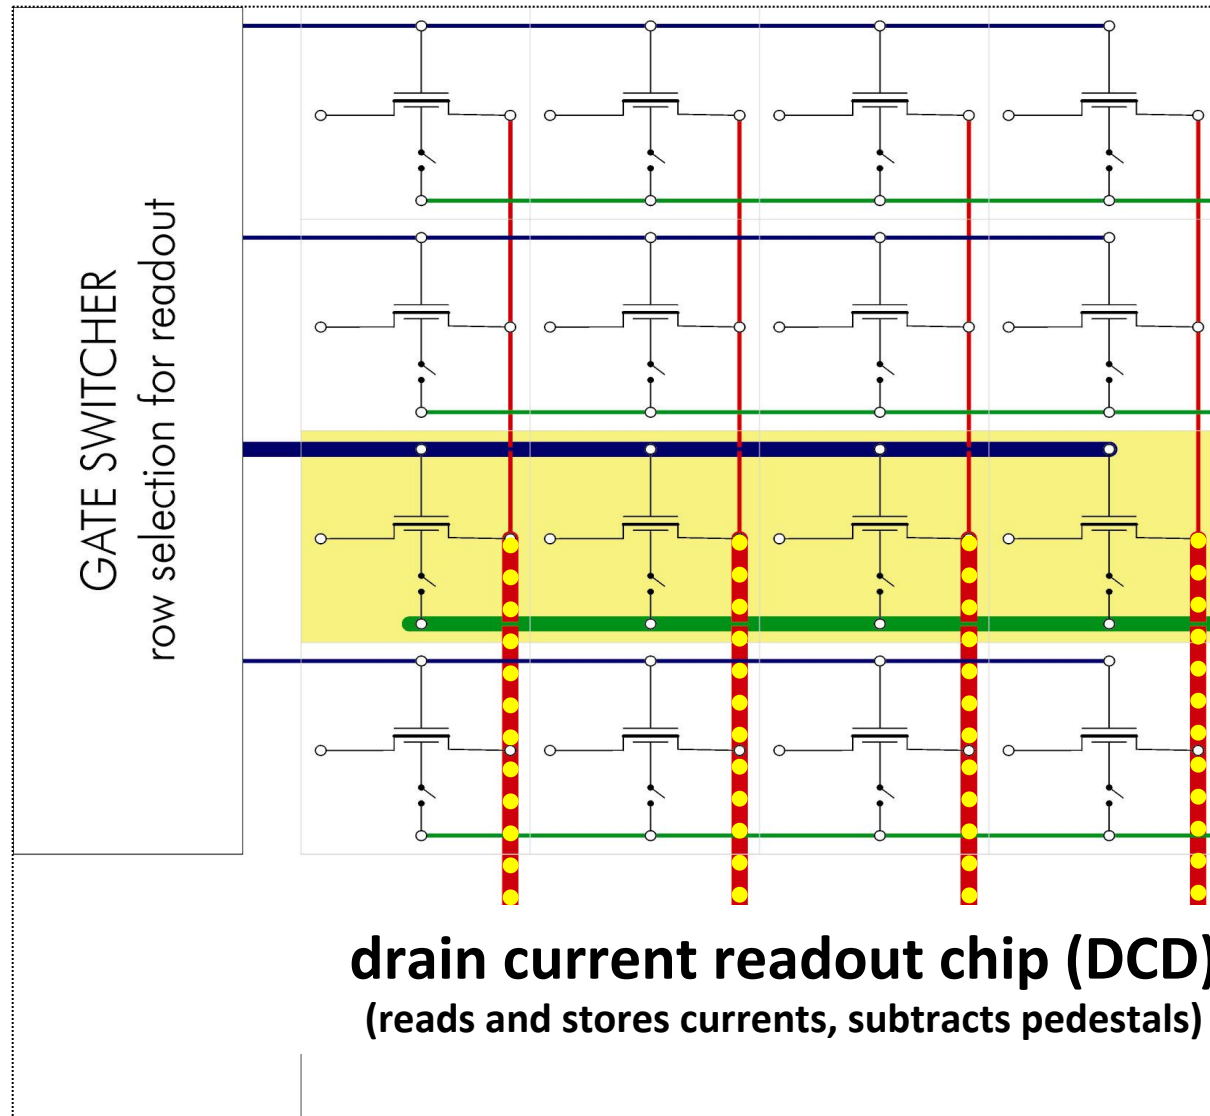 GATE SWITCHER
row selection for readout
drain current readout chip (DCD)
(reads and stores currents, subtracts pedestals)